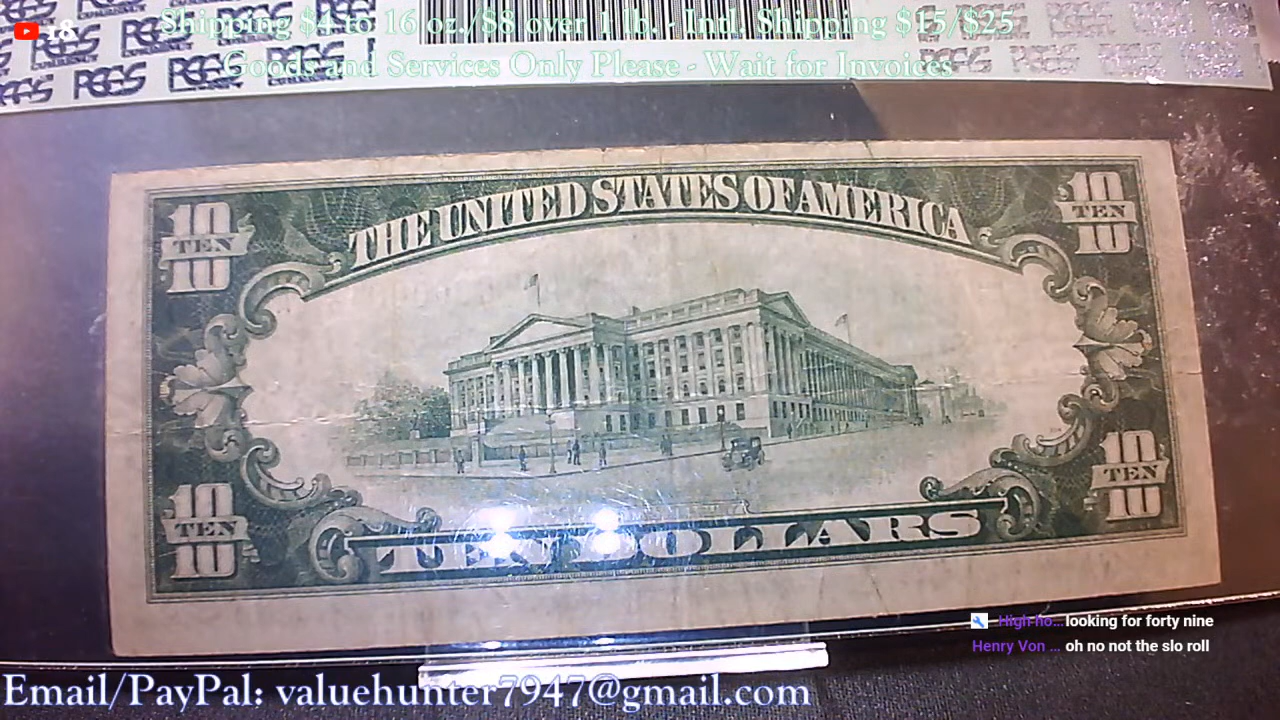 18
Shipping $4 to 16 oz./$8 over 1 lb. - Intl. Shipping $15/$25
Goods and Services Only Please - Wait for Invoices
PCGS PCGS PCGS PCGS
THE UNITED STATES OF AMERICA
10 TEN 10
10 TEN 10
10 TEN 10
10 TEN 10
TEN DOLLARS
High ho... looking for forty nine
Henry Von ... oh no not the slo roll
Email/PayPal: valuehunter7947@gmail.com